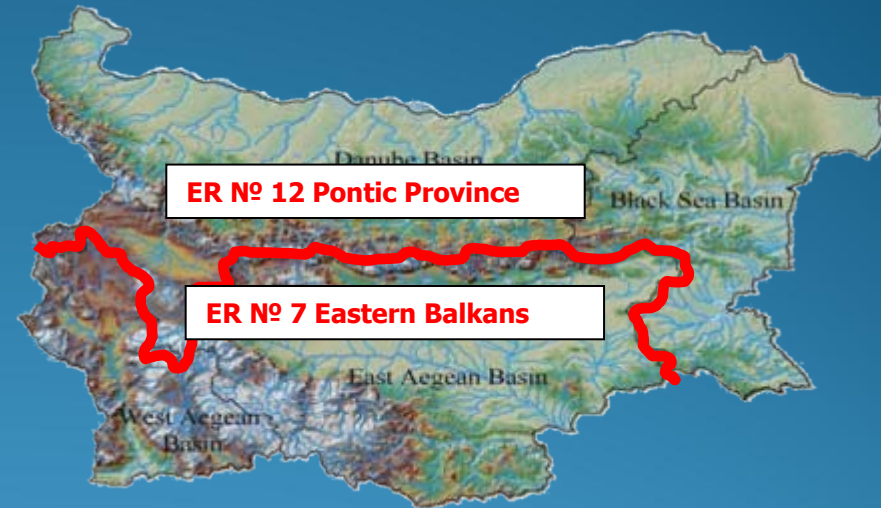 Danube Basin
ER № 12 Pontic Province
Black Sea Basin
ER № 7 Eastern Balkans
East Aegean Basin
West Aegean
Basin